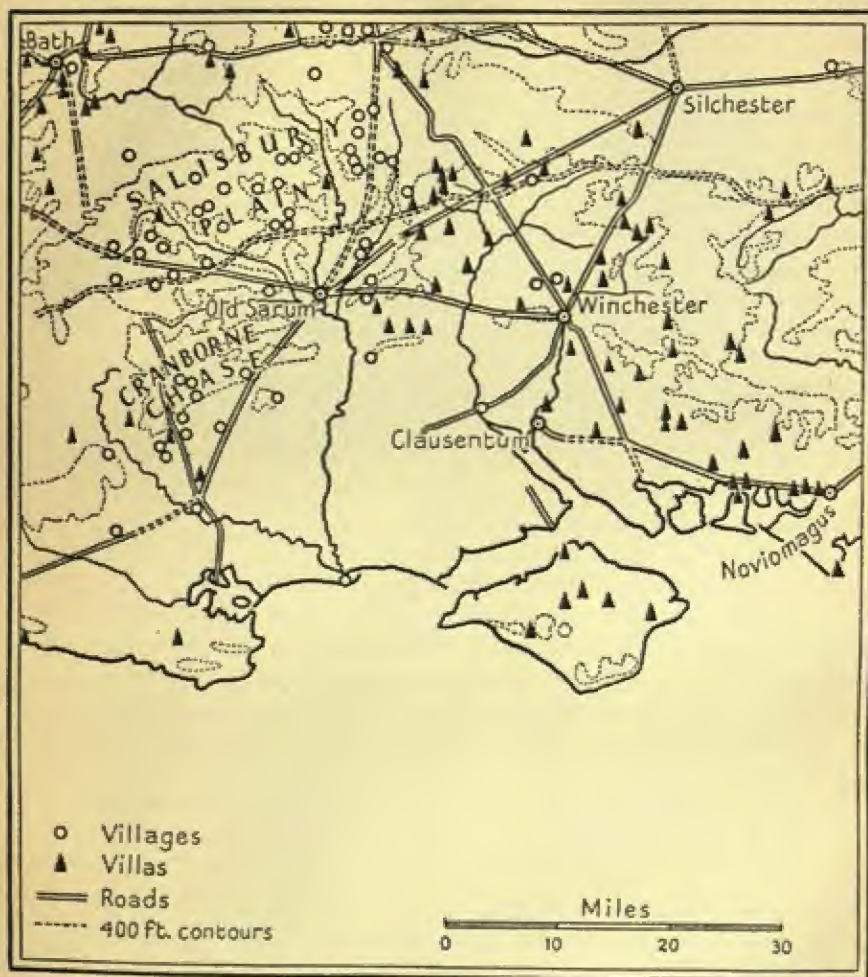 Bath
Silchester
SALISBURY
PLAIN
Old Sarum
Winchester
CRANBORNE
CHASE
Clausentum
Noviomagus
Villages
Villas
Roads
400 ft. contours
Miles
0 10 20 30